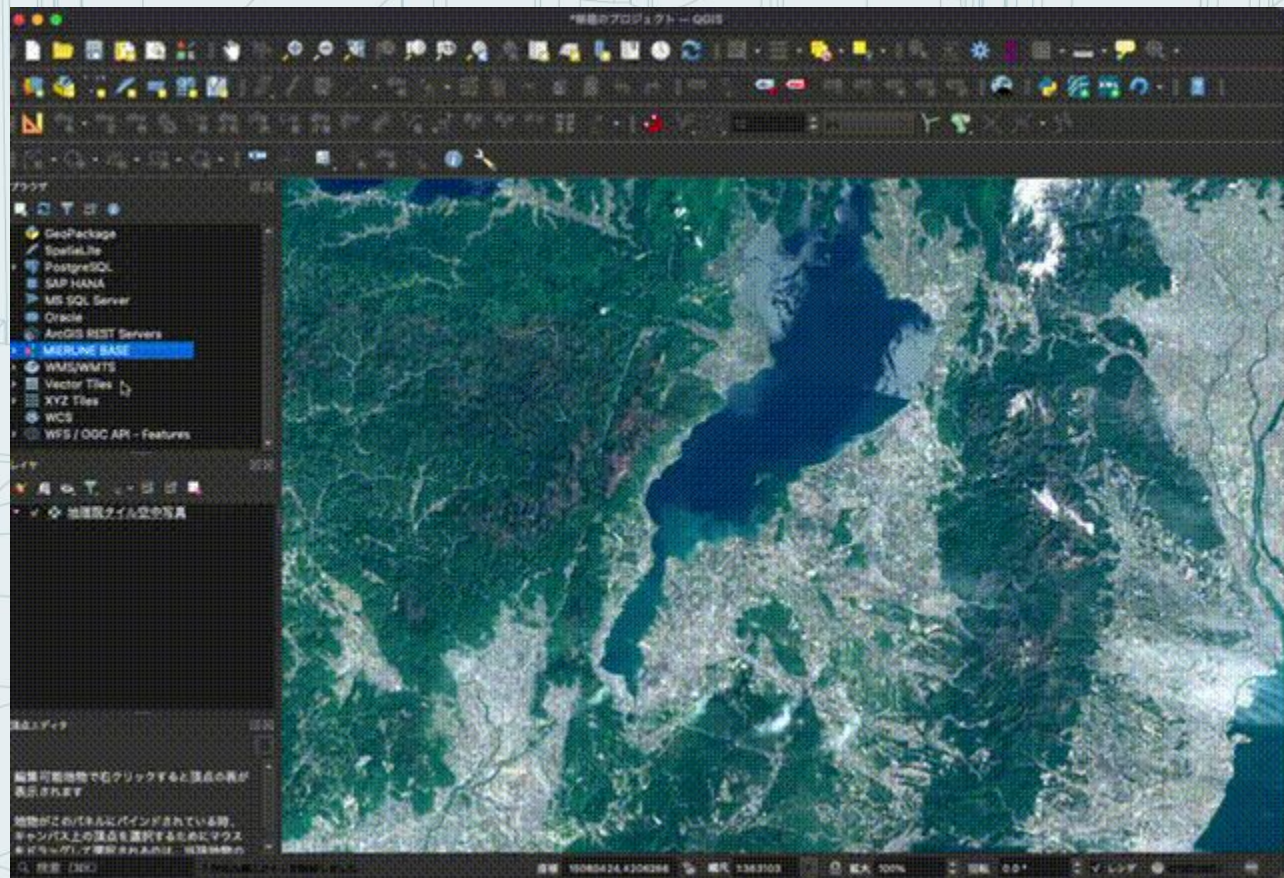 *無題のプロジェクト — QGIS
ブラウザ
GeoPackage
SpatiaLite
PostgreSQL
SAP HANA
MS SQL Server
Oracle
ArcGIS REST Servers
MIERUNE BASE
WMS/WMTS
Vector Tiles
XYZ Tiles
WCS
WFS / OGC API - Features
レイヤ
地理院タイル空中写真
頂点エディタ
編集可能地物で右クリックすると頂点の表が
表示されます
地物がこのパネルにバインドされている時、
キャンバス上の頂点を選択するためにマウス
検索 (⌘K)
座標
縮尺
拡大 100%
回転 0.0°
レンダ